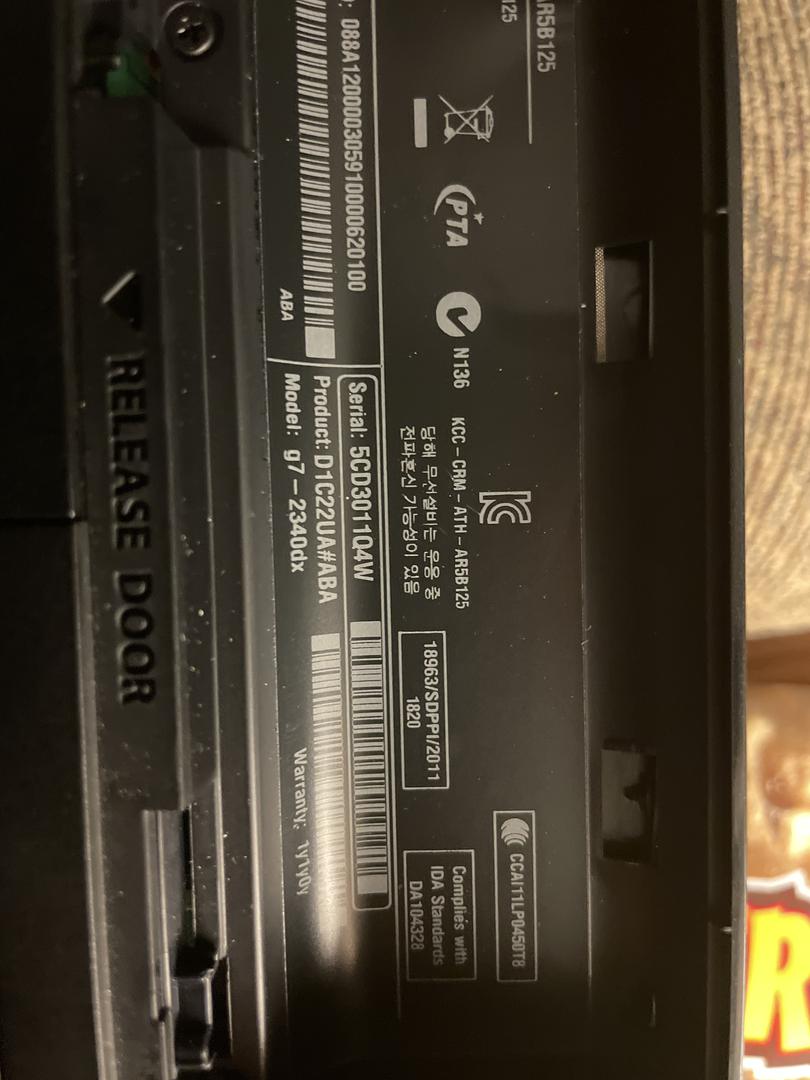 AR5B125
125
088A12000030591000062010​0
ABA
PTA
N136
KCC-CRM-ATH-AR5B125
당해 무선설비는 운용 중
전파혼신 가능성이 있음
18963/SDPPI/2011
1820
CCAI11LP0450T8
Complies with
IDA Standards
DA104328
Serial: 5CD3011Q4W
Product: D1C22UA#ABA
Model: g7-2340dx
Warranty: 1y1y0y
RELEASE DOOR
R